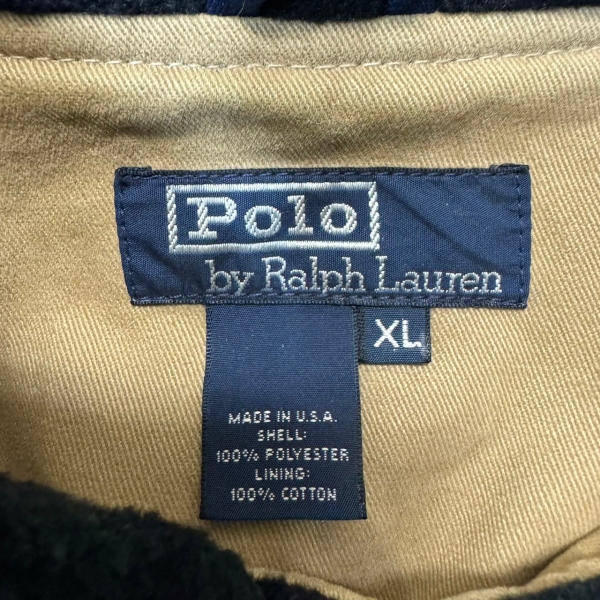 Polo
by Ralph Lauren
XL
MADE IN U.S.A.
SHELL:
100% POLYESTER
LINING:
100% COTTON